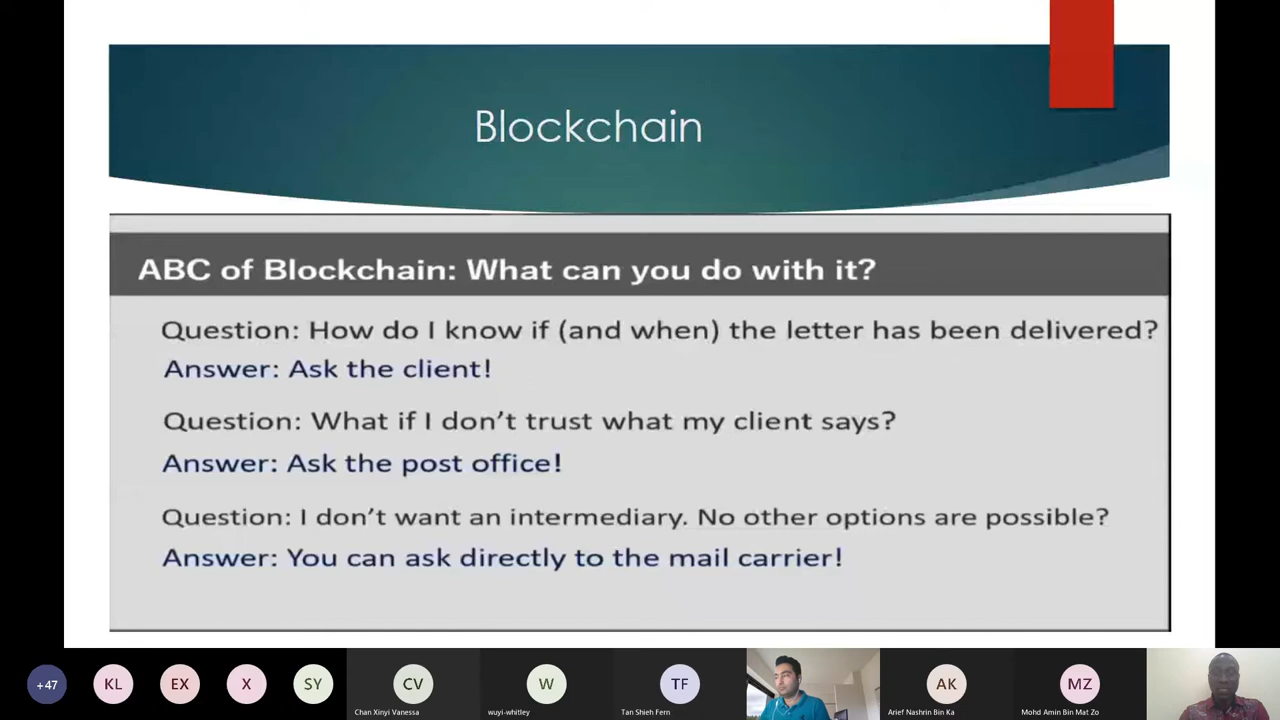 Blockchain
ABC of Blockchain: What can you do with it?
Question: How do I know if (and when) the letter has been delivered?
Answer: Ask the client!
Question: What if I don't trust what my client says?
Answer: Ask the post office!
Question: I don't want an intermediary. No other options are possible?
Answer: You can ask directly to the mail carrier!
+47
KL
EX
X
SY
CV
W
TF
AK
MZ
Chan Xinyi Vanessa
wuyi-whitley
Tan Shieh Fern
Arief Nashrin Bin Ka
Mohd Amin Bin Mat Zo